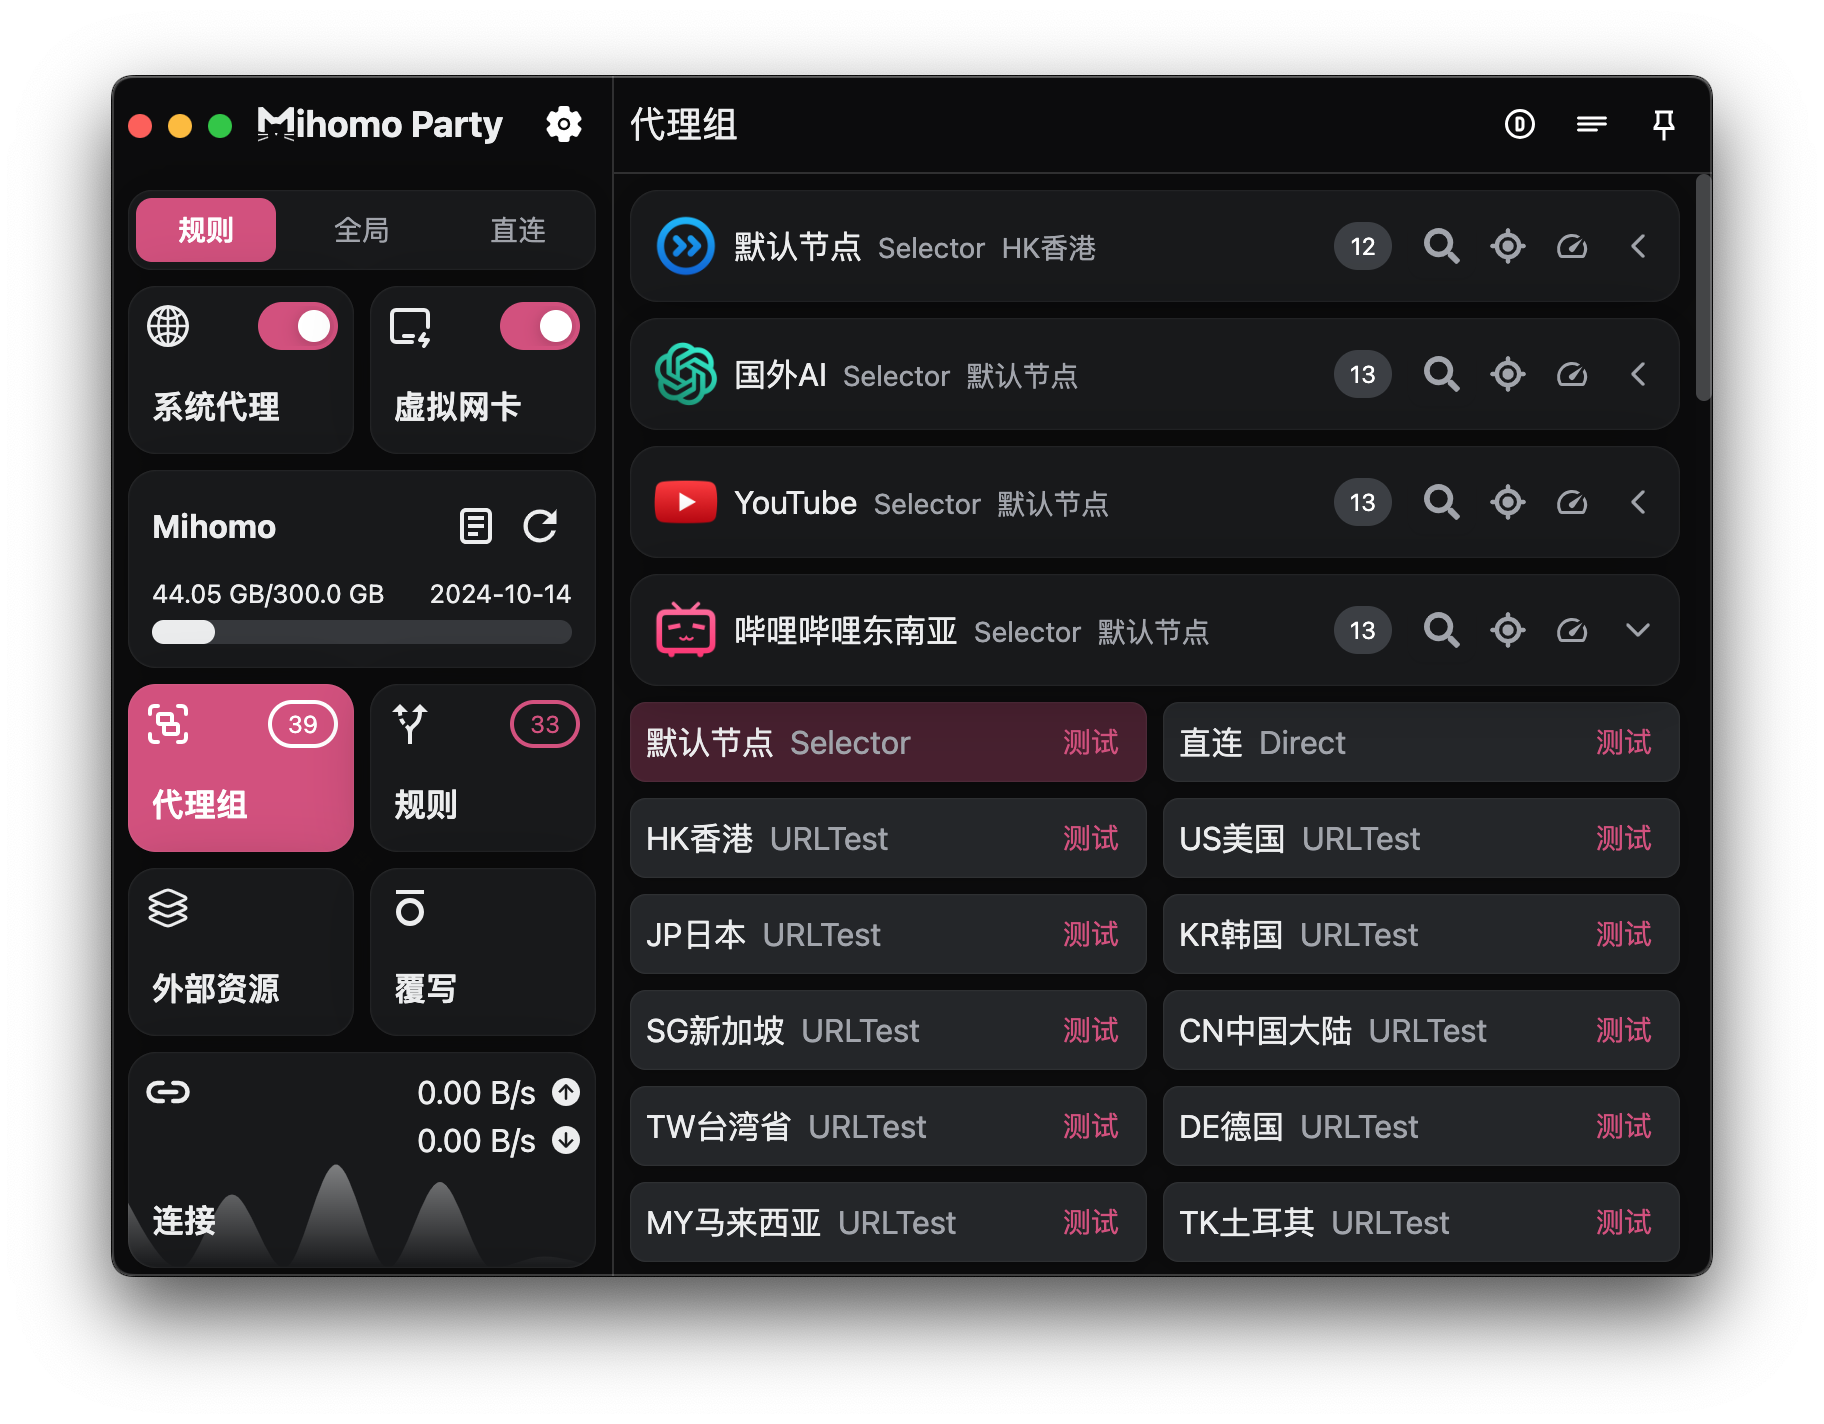 Mihomo Party
规则 全局 直连
系统代理 虚拟网卡
Mihomo
44.05 GB/300.0 GB 2024-10-14
39 33
代理组 规则
外部资源 覆写
0.00 B/s
0.00 B/s
连接
代理组
D
默认节点 Selector HK香港 12
国外AI Selector 默认节点 13
YouTube Selector 默认节点 13
哔哩哔哩东南亚 Selector 默认节点 13
默认节点 Selector 测试 直连 Direct 测试
HK香港 URLTest 测试 US美国 URLTest 测试
JP日本 URLTest 测试 KR韩国 URLTest 测试
SG新加坡 URLTest 测试 CN中国大陆 URLTest 测试
TW台湾省 URLTest 测试 DE德国 URLTest 测试
MY马来西亚 URLTest 测试 TK土耳其 URLTest 测试